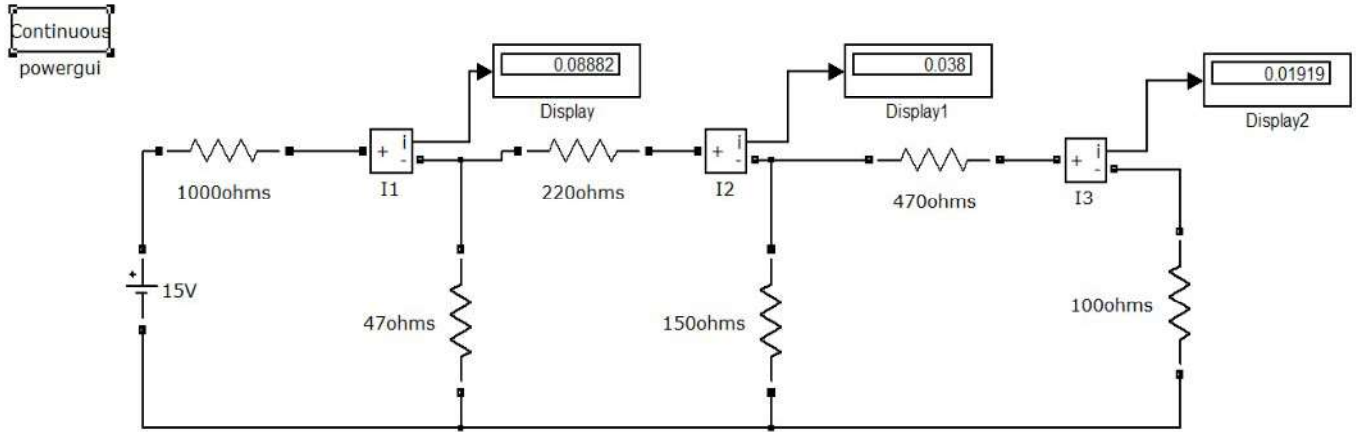 Continuous
powergui
0.08882
Display
0.038
Display1
0.01919
Display2
+ i -
I1
+ i -
I2
+ i -
I3
1000ohms
220ohms
470ohms
+
15V
47ohms
150ohms
100ohms